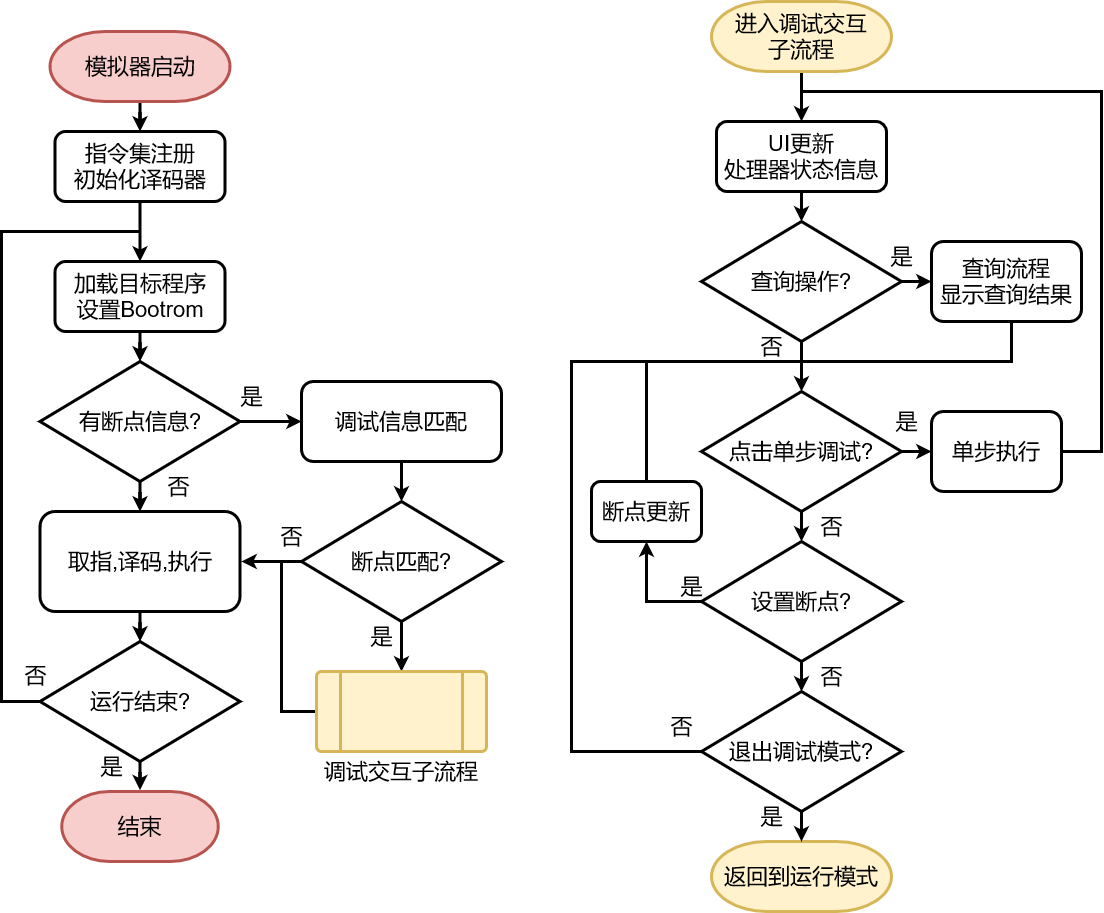 模拟器启动
指令集注册
初始化译码器
加载目标程序
设置Bootrom
有断点信息?
是
调试信息匹配
否
取指,译码,执行
否
断点匹配?
是
否
运行结束?
是
调试交互子流程
结束
进入调试交互
子流程
UI更新
处理器状态信息
查询操作?
是
查询流程
显示查询结果
否
点击单步调试?
是
单步执行
断点更新
否
是
设置断点?
否
否
退出调试模式?
是
返回到运行模式